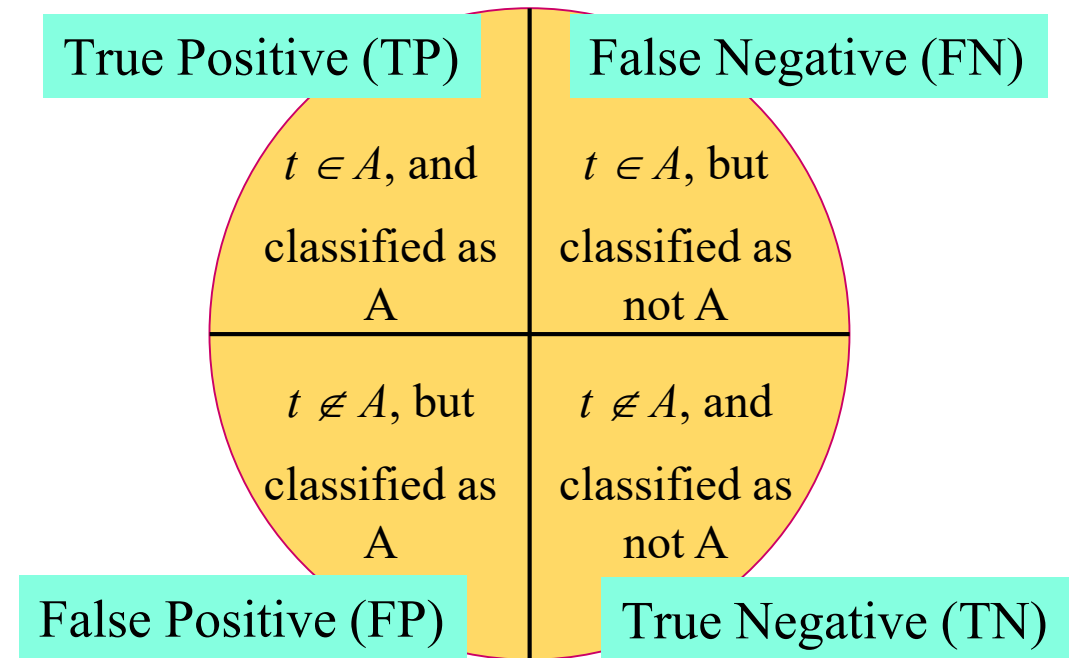 True Positive (TP)
False Negative (FN)
t ∈ A, and
classified as
A
t ∈ A, but
classified as
not A
t ∉ A, but
classified as
A
t ∉ A, and
classified as
not A
False Positive (FP)
True Negative (TN)